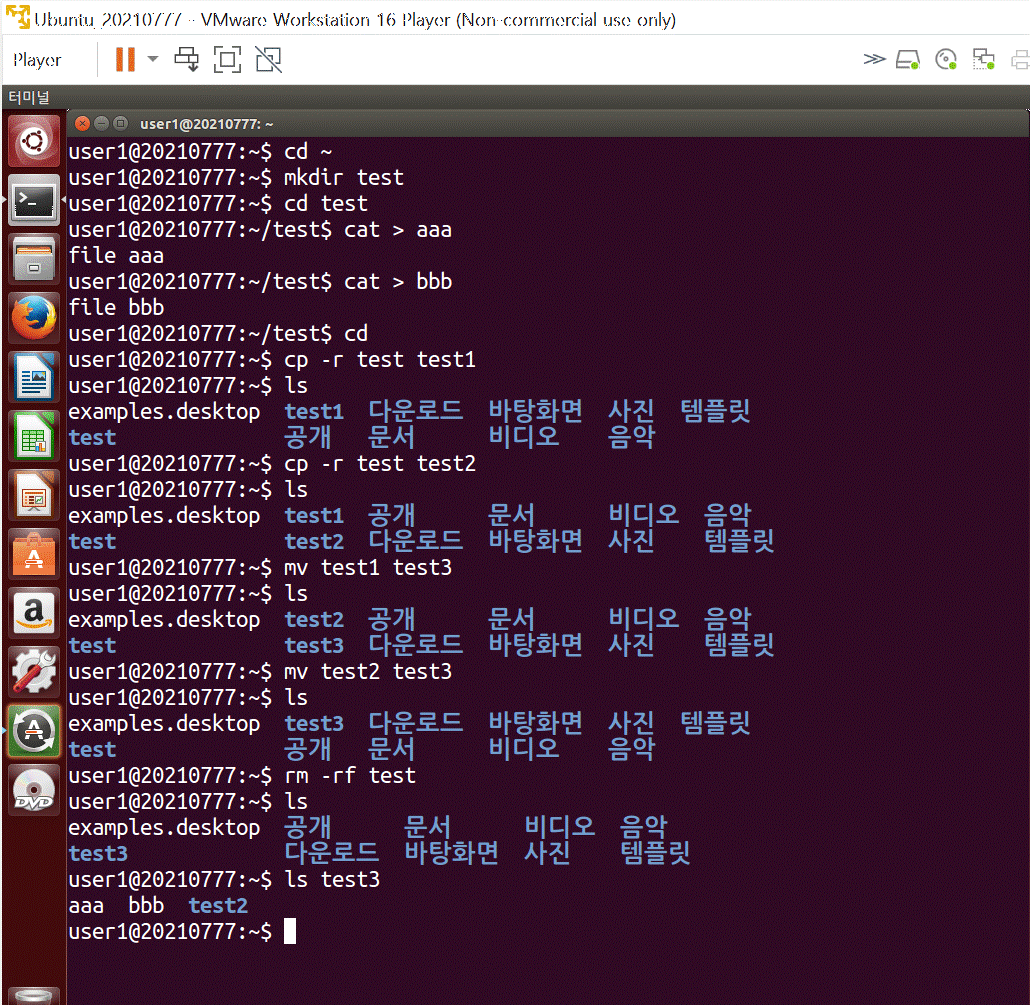 Ubuntu_20210777 - VMware Workstation 16 Player (Non-commercial use only)
Player
터미널
user1@20210777: ~
user1@20210777:~$ cd ~
user1@20210777:~$ mkdir test
user1@20210777:~$ cd test
user1@20210777:~/test$ cat > aaa
file aaa
user1@20210777:~/test$ cat > bbb
file bbb
user1@20210777:~/test$ cd
user1@20210777:~$ cp -r test test1
user1@20210777:~$ ls
examples.desktop  test1  다운로드  바탕화면  사진  템플릿
test              공개   문서      비디오    음악
user1@20210777:~$ cp -r test test2
user1@20210777:~$ ls
examples.desktop  test1  공개      문서      비디오  음악
test              test2  다운로드  바탕화면  사진    템플릿
user1@20210777:~$ mv test1 test3
user1@20210777:~$ ls
examples.desktop  test2  공개      문서      비디오  음악
test              test3  다운로드  바탕화면  사진    템플릿
user1@20210777:~$ mv test2 test3
user1@20210777:~$ ls
examples.desktop  test3  다운로드  바탕화면  사진  템플릿
test              공개   문서      비디오    음악
user1@20210777:~$ rm -rf test
user1@20210777:~$ ls
examples.desktop  공개      문서      비디오  음악
test3             다운로드  바탕화면  사진    템플릿
user1@20210777:~$ ls test3
aaa  bbb  test2
user1@20210777:~$
DVD